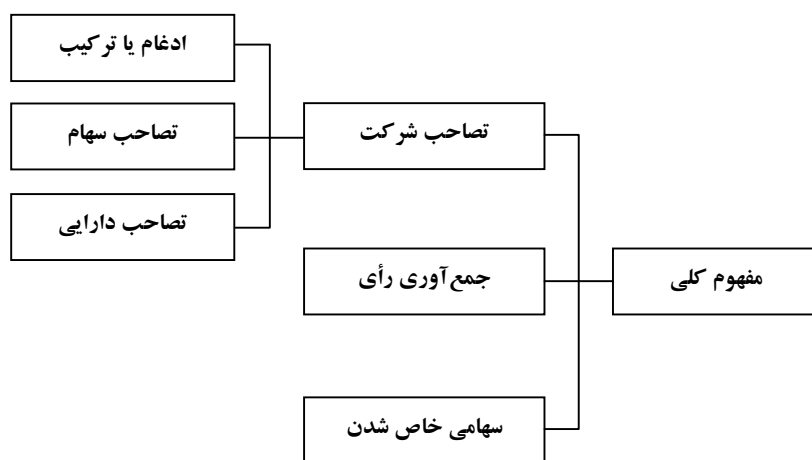 ادغام یا ترکیب
تصاحب سهام
تصاحب شرکت
تصاحب دارایی
جمع‌آوری رأی
مفهوم کلی
سهامی خاص شدن